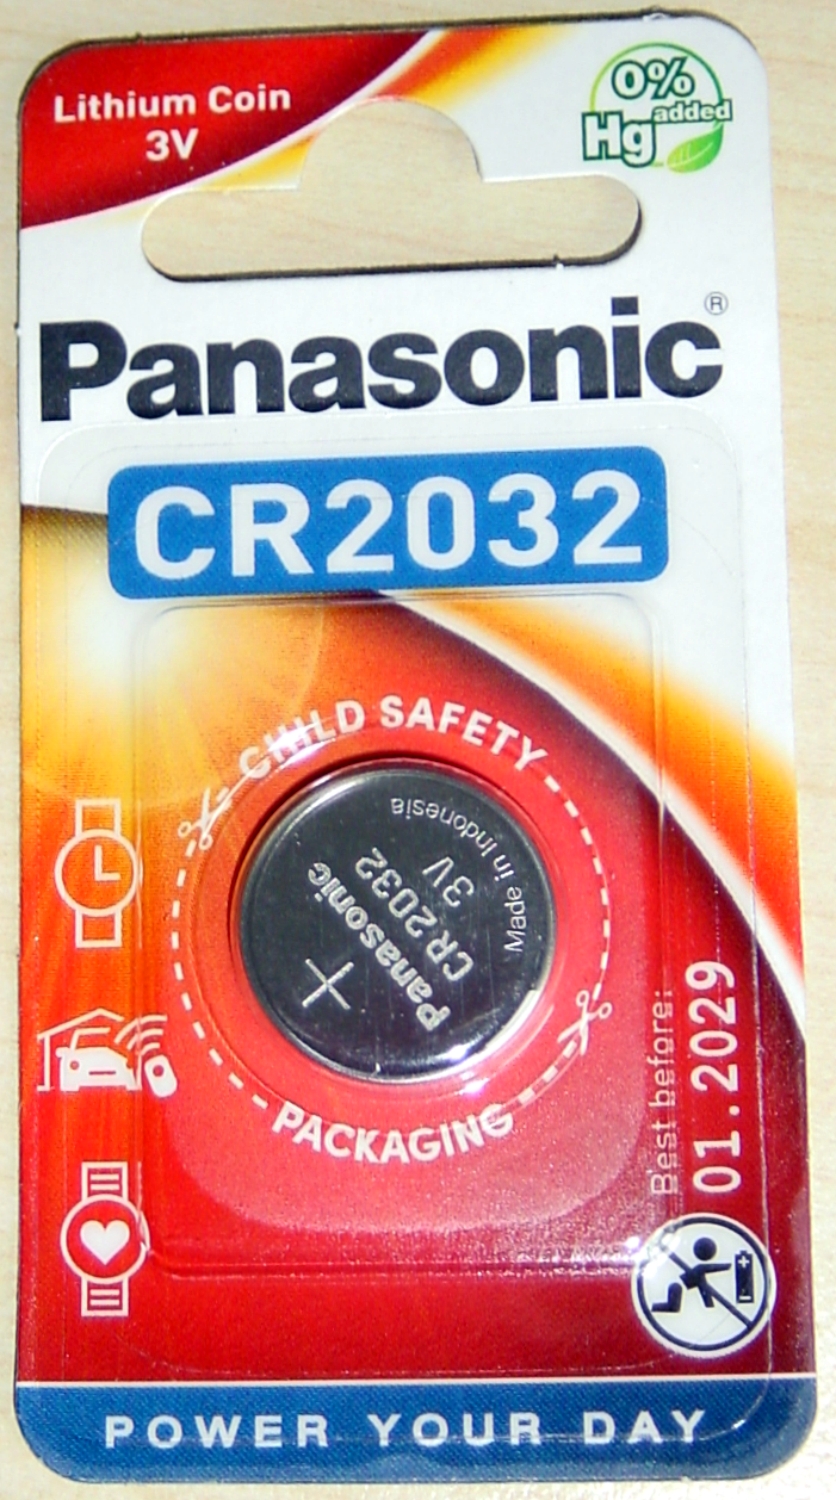 Lithium Coin
3V
0%
Hg added
Panasonic®
CR2032
CHILD SAFETY
Panasonic
CR2032
3V
Made in Indonesia
+
PACKAGING
Best before:
01.2029
POWER YOUR DAY